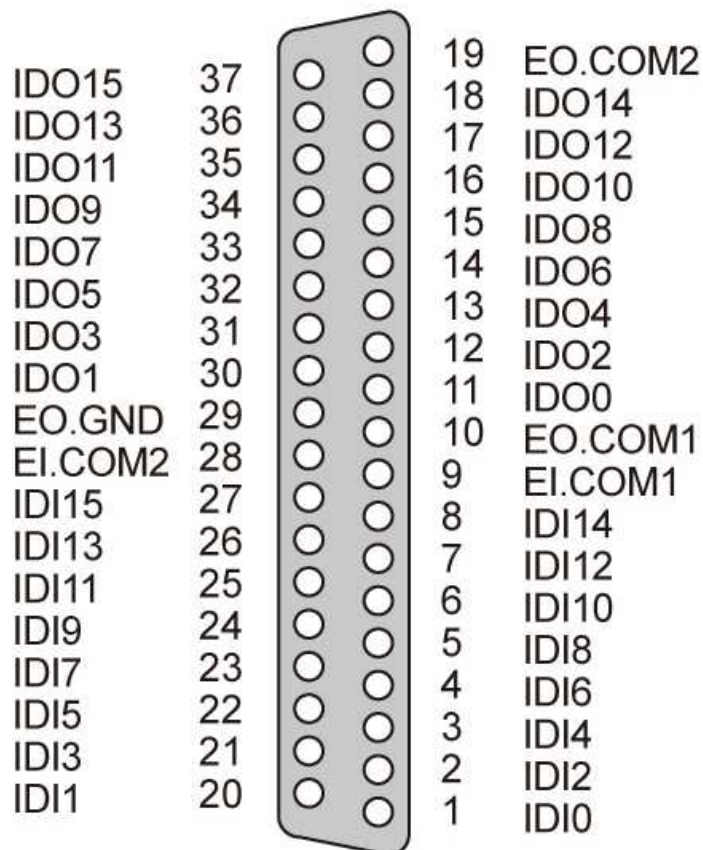 19 EO.COM2
IDO15 37
18 IDO14
IDO13 36
17 IDO12
IDO11 35
16 IDO10
IDO9 34
15 IDO8
IDO7 33
14 IDO6
IDO5 32
13 IDO4
IDO3 31
12 IDO2
IDO1 30
11 IDO0
EO.GND 29
10 EO.COM1
EI.COM2 28
9 EI.COM1
IDI15 27
8 IDI14
IDI13 26
7 IDI12
IDI11 25
6 IDI10
IDI9 24
5 IDI8
IDI7 23
4 IDI6
IDI5 22
3 IDI4
IDI3 21
2 IDI2
IDI1 20
1 IDI0